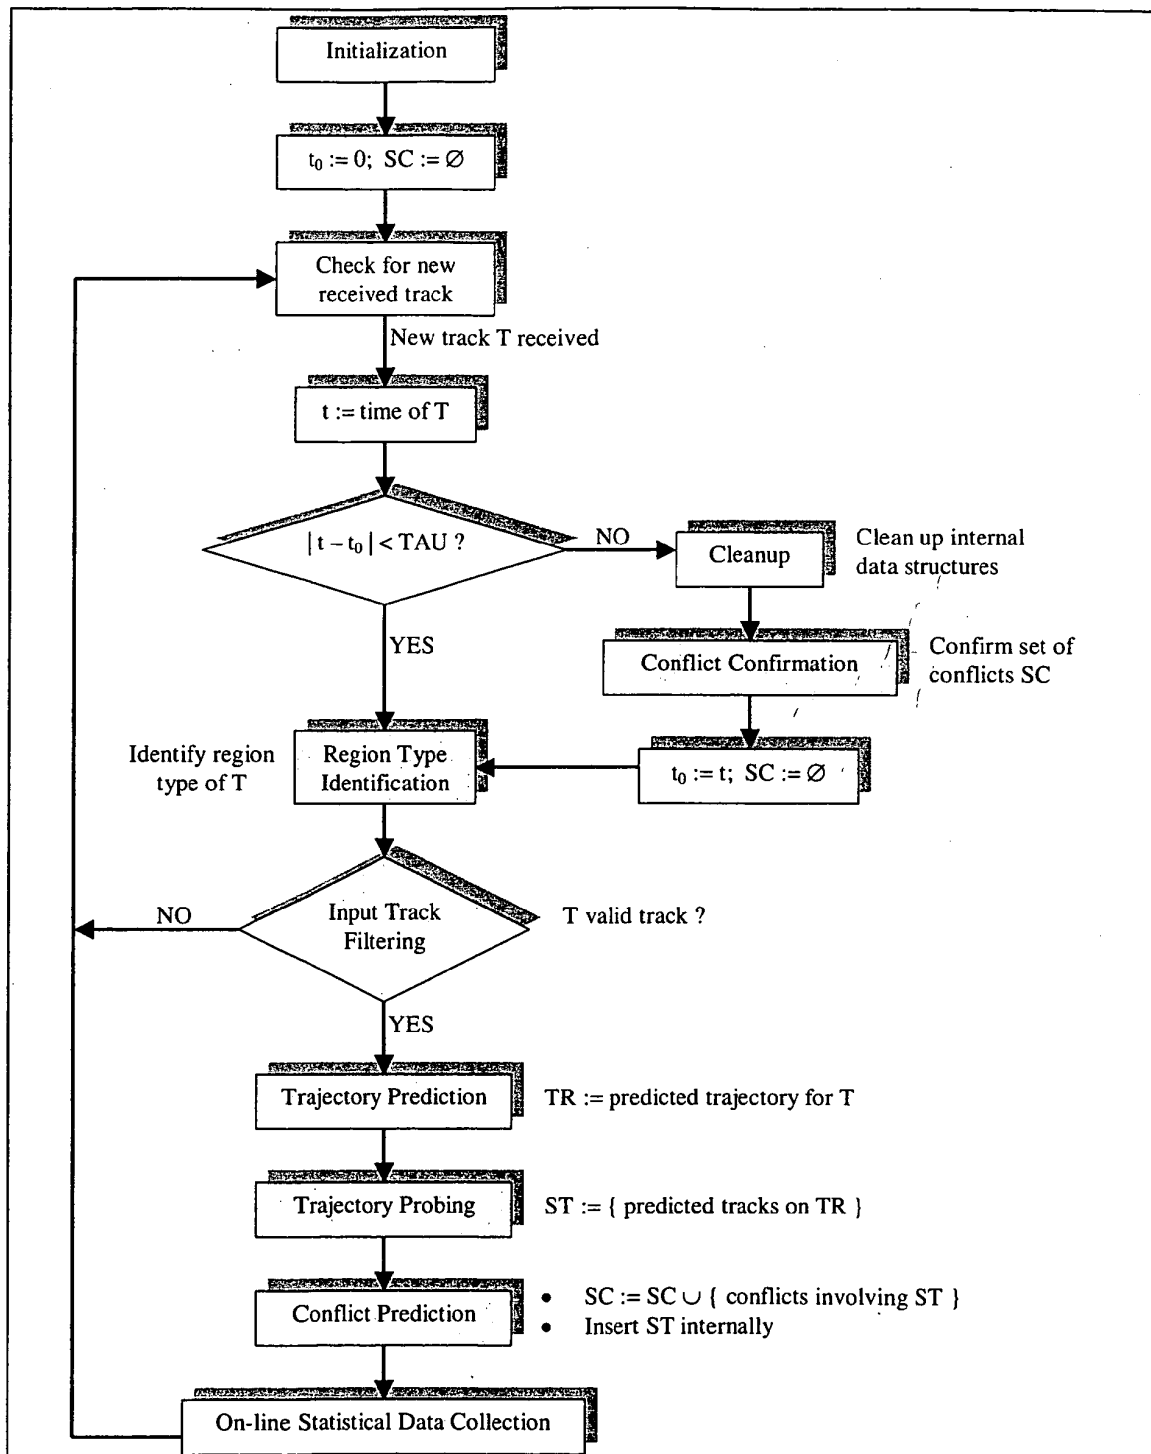 Initialization
t₀ := 0; SC := ∅
Check for new
received track
New track T received
t := time of T
| t – t₀ | < TAU ?
NO
Cleanup
Clean up internal
data structures
YES
Conflict Confirmation
Confirm set of
conflicts SC
Identify region
type of T
Region Type
Identification
t₀ := t; SC := ∅
NO
Input Track
Filtering
T valid track ?
YES
Trajectory Prediction
TR := predicted trajectory for T
Trajectory Probing
ST := { predicted tracks on TR }
Conflict Prediction
• SC := SC ∪ { conflicts involving ST }
• Insert ST internally
On-line Statistical Data Collection